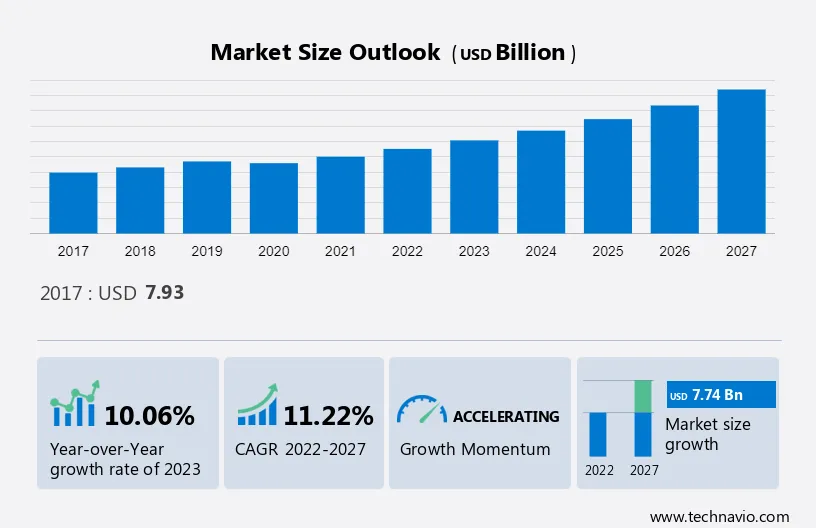 Market Size Outlook ( USD Billion )
2017 2018 2019 2020 2021 2022 2023 2024 2025 2026 2027
2017 : USD 7.93
10.06%
Year-over-Year
growth rate of 2023
11.22%
CAGR 2022-2027
ACCELERATING
Growth Momentum
USD 7.74 Bn
Market size
growth
2022 2027
www.technavio.com